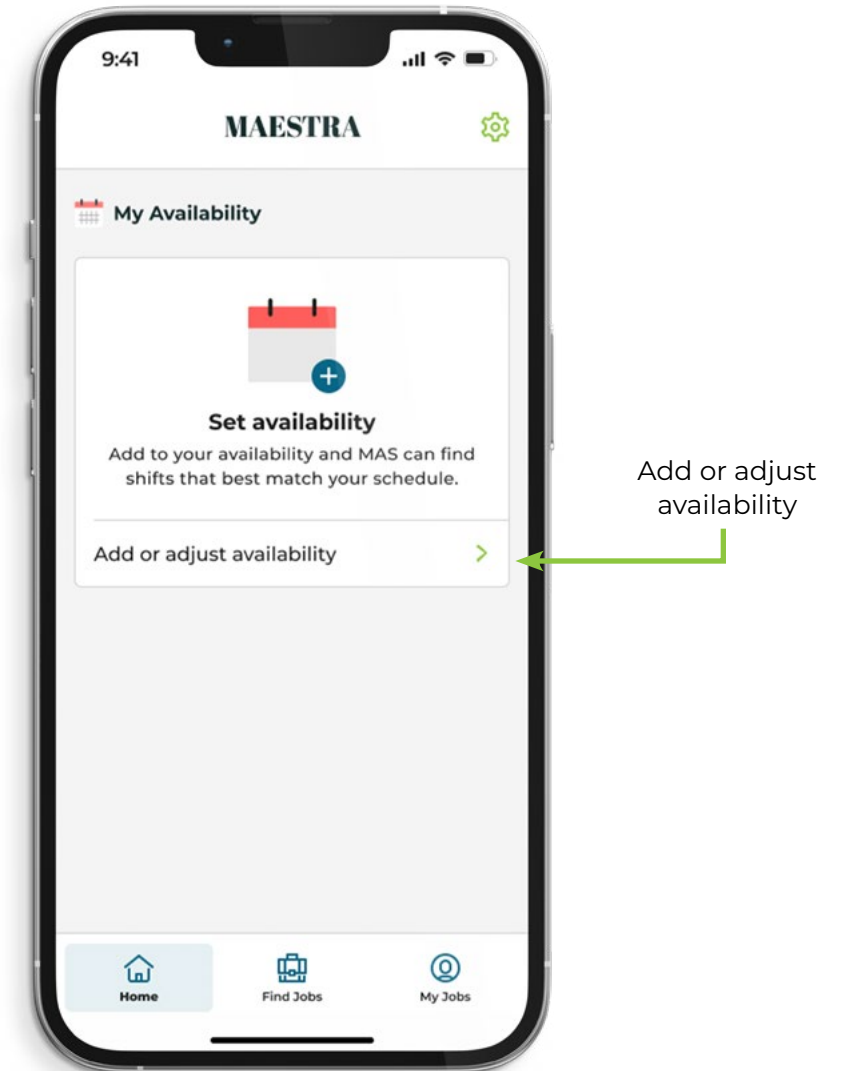 9:41
MAESTRA
My Availability
Set availability
Add to your availability and MAS can find
shifts that best match your schedule.
Add or adjust availability
Add or adjust
availability
Home
Find Jobs
My Jobs